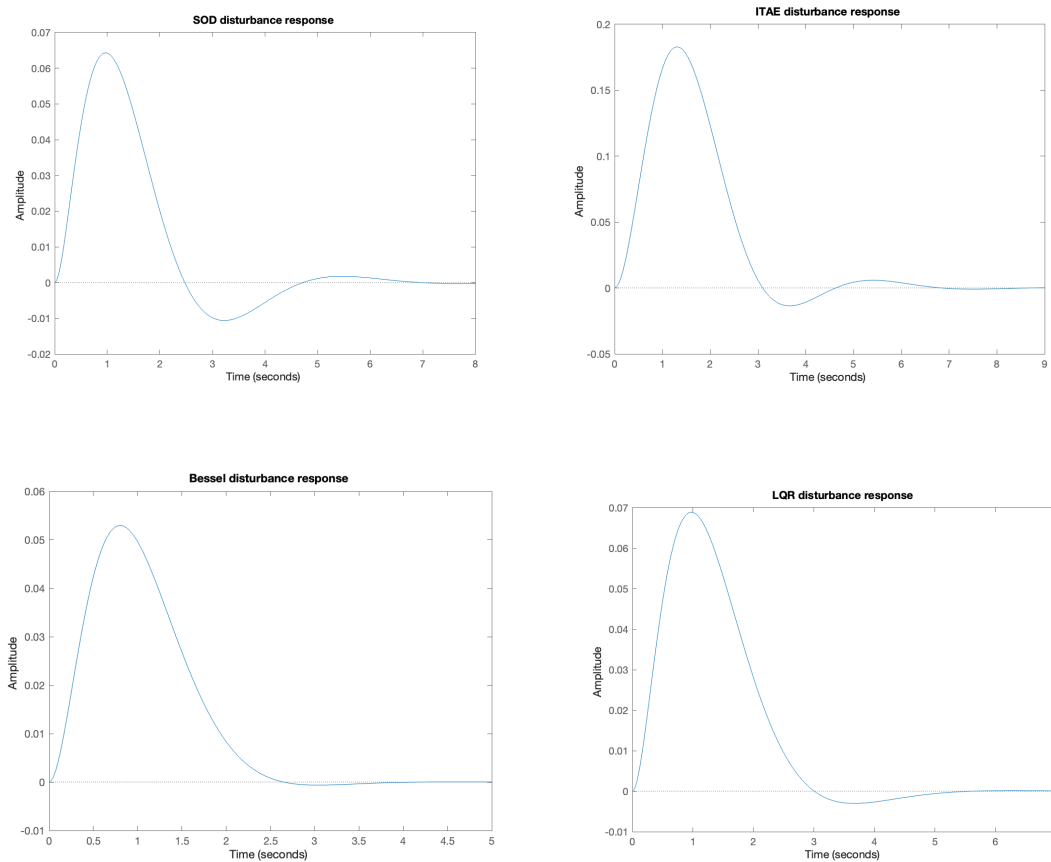 SOD disturbance response
0.07
0.06
0.05
0.04
0.03
0.02
0.01
0
-0.01
-0.02
Amplitude
0 1 2 3 4 5 6 7 8
Time (seconds)
ITAE disturbance response
0.2
0.15
0.1
0.05
0
-0.05
Amplitude
0 1 2 3 4 5 6 7 8 9
Time (seconds)
Bessel disturbance response
0.06
0.05
0.04
0.03
0.02
0.01
0
-0.01
Amplitude
0 0.5 1 1.5 2 2.5 3 3.5 4 4.5 5
Time (seconds)
LQR disturbance response
0.07
0.06
0.05
0.04
0.03
0.02
0.01
0
-0.01
Amplitude
0 1 2 3 4 5 6
Time (seconds)